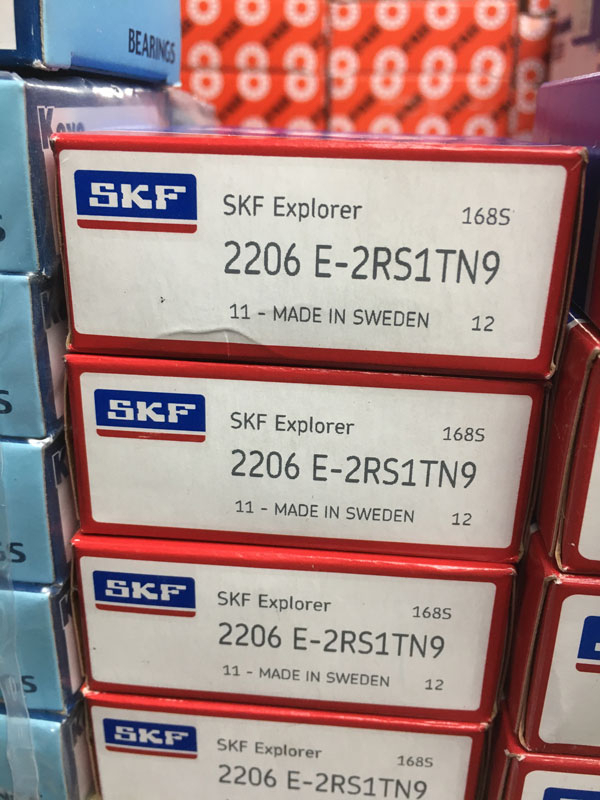 BEARINGS
Koyo
SKF
SKF Explorer
168S
2206 E-2RS1TN9
11 - MADE IN SWEDEN
12
SKF
SKF Explorer
168S
2206 E-2RS1TN9
11 - MADE IN SWEDEN
12
SKF
SKF Explorer
168S
2206 E-2RS1TN9
11 - MADE IN SWEDEN
12
SKF
SKF Explorer
168S
2206 E-2RS1TN9